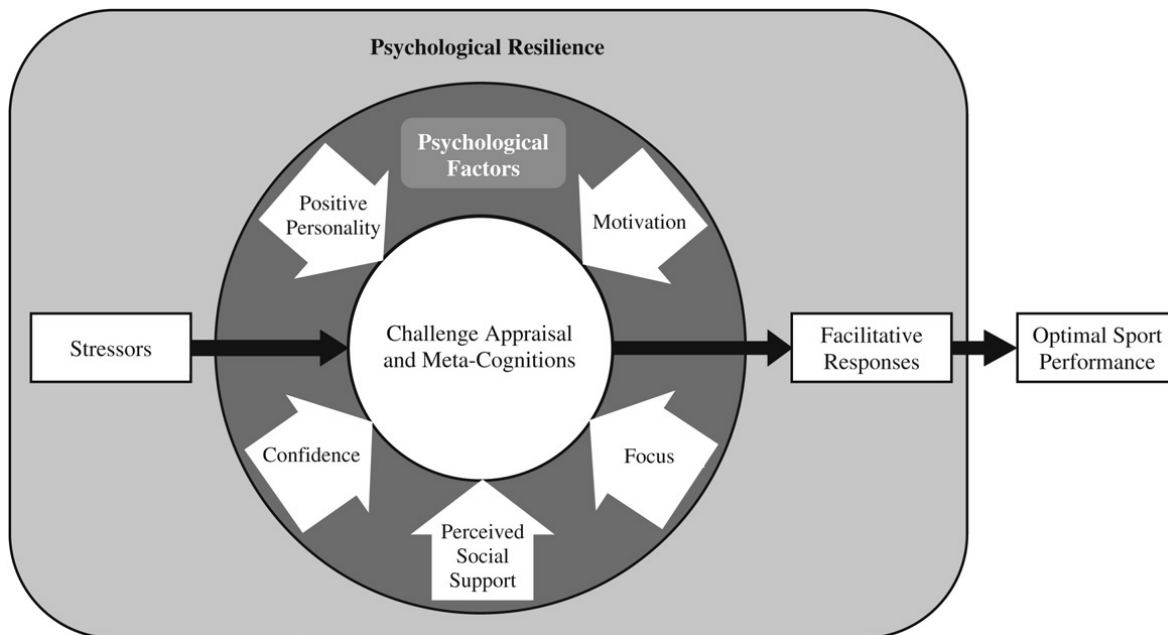 Psychological Resilience
Psychological
Factors
Positive
Personality
Motivation
Stressors
Challenge Appraisal
and Meta-Cognitions
Facilitative
Responses
Optimal Sport
Performance
Confidence
Focus
Perceived
Social
Support